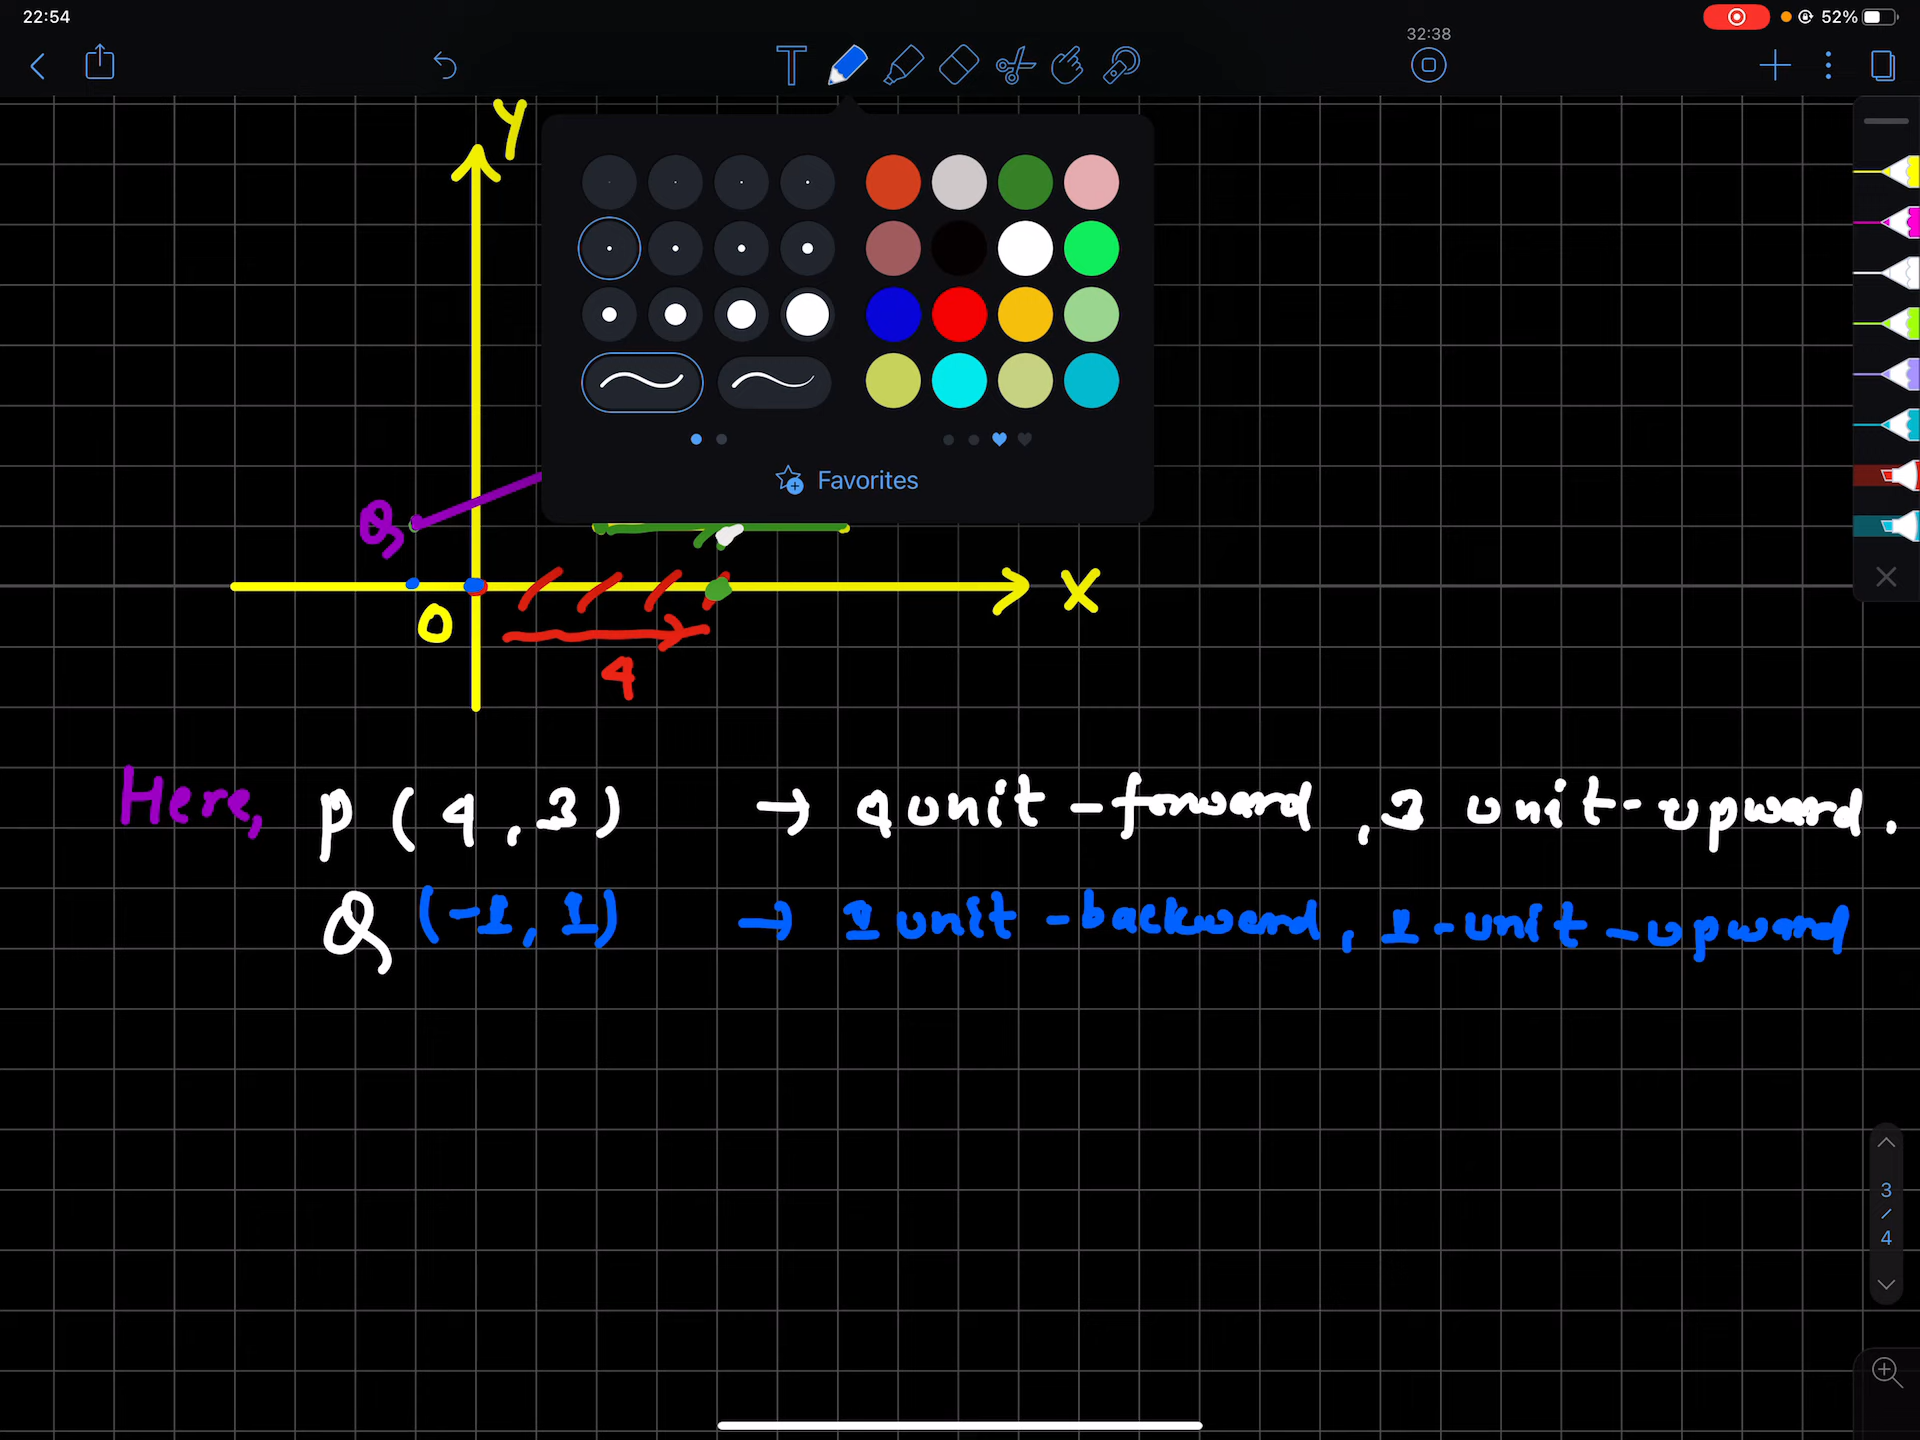 22:54
52%
32:38
Y
Favorites
Q
X
0
4
Here, P (4,3) → 4 unit - forward , 3 unit - upward .
Q (-1, 1) → 1 unit - backward, 1 - unit - upward
3
/
4